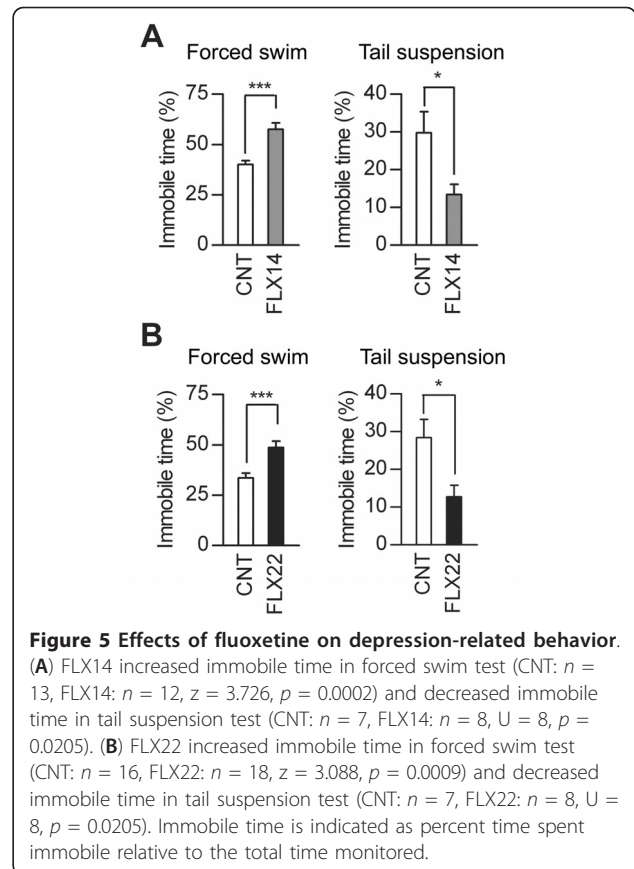 A
Forced swim
Tail suspension
Immobile time (%)
75
50
25
0
***
CNT
FLX14
Immobile time (%)
40
30
20
10
0
*
CNT
FLX14
B
Forced swim
Tail suspension
Immobile time (%)
75
50
25
0
***
CNT
FLX22
Immobile time (%)
40
30
20
10
0
*
CNT
FLX22
Figure 5 Effects of fluoxetine on depression-related behavior.
(A) FLX14 increased immobile time in forced swim test (CNT: n =
13, FLX14: n = 12, z = 3.726, p = 0.0002) and decreased immobile
time in tail suspension test (CNT: n = 7, FLX14: n = 8, U = 8, p =
0.0205). (B) FLX22 increased immobile time in forced swim test
(CNT: n = 16, FLX22: n = 18, z = 3.088, p = 0.0009) and decreased
immobile time in tail suspension test (CNT: n = 7, FLX22: n = 8, U =
8, p = 0.0205). Immobile time is indicated as percent time spent
immobile relative to the total time monitored.